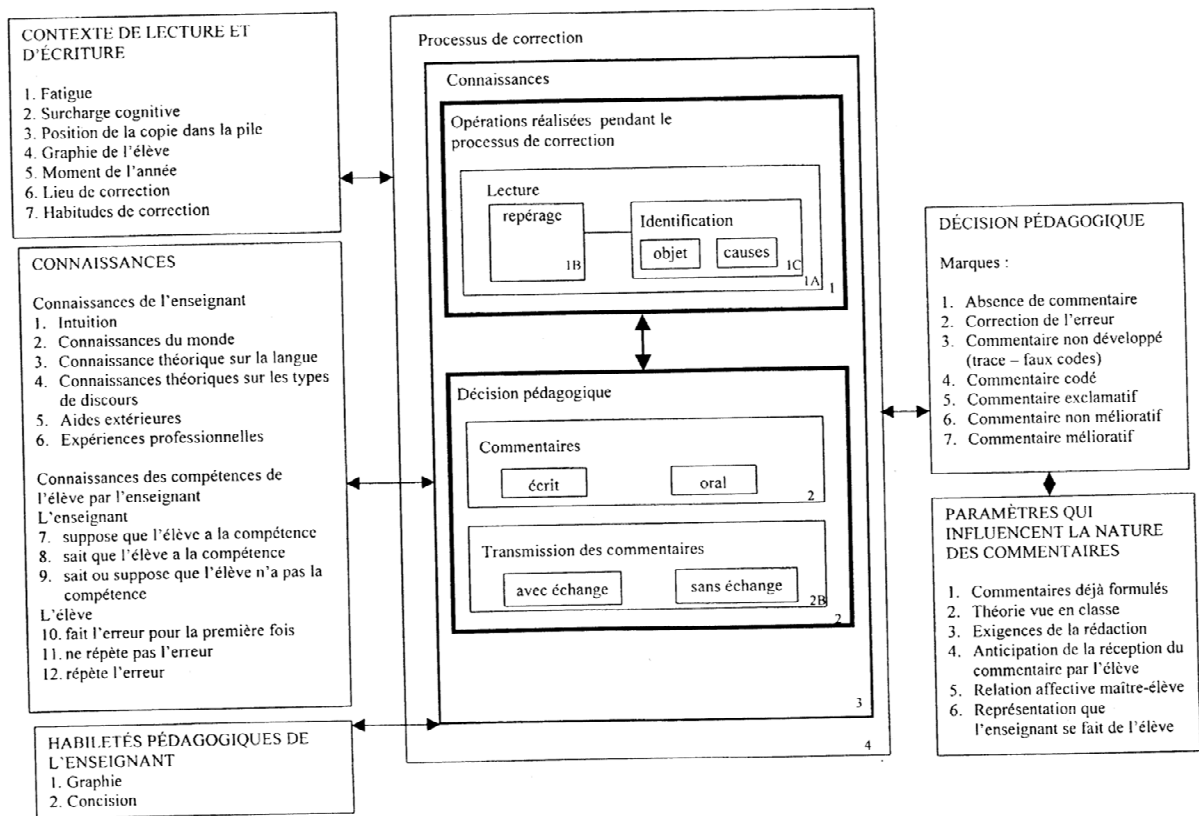 CONTEXTE DE LECTURE ET
D'ÉCRITURE
1. Fatigue
2. Surcharge cognitive
3. Position de la copie dans la pile
4. Graphie de l'élève
5. Moment de l'année
6. Lieu de correction
7. Habitudes de correction
CONNAISSANCES
Connaissances de l'enseignant
1. Intuition
2. Connaissances du monde
3. Connaissance théorique sur la langue
4. Connaissances théoriques sur les types
de discours
5. Aides extérieures
6. Expériences professionnelles
Connaissances des compétences de
l'élève par l'enseignant
L'enseignant
7. suppose que l'élève a la compétence
8. sait que l'élève a la compétence
9. sait ou suppose que l'élève n'a pas la
compétence
L'élève
10. fait l'erreur pour la première fois
11. ne répète pas l'erreur
12. répète l'erreur
HABILETÉS PÉDAGOGIQUES DE
L'ENSEIGNANT
1. Graphie
2. Concision
Processus de correction
Connaissances
Opérations réalisées pendant le
processus de correction
Lecture
repérage
1B
Identification
objet
causes
1C
1A
1
Décision pédagogique
Commentaires
écrit
oral
2
Transmission des commentaires
avec échange
sans échange
2B
2
3
4
DÉCISION PÉDAGOGIQUE
Marques :
1. Absence de commentaire
2. Correction de l'erreur
3. Commentaire non développé
(trace – faux codes)
4. Commentaire codé
5. Commentaire exclamatif
6. Commentaire non mélioratif
7. Commentaire mélioratif
PARAMÈTRES QUI
INFLUENCENT LA NATURE
DES COMMENTAIRES
1. Commentaires déjà formulés
2. Théorie vue en classe
3. Exigences de la rédaction
4. Anticipation de la réception du
commentaire par l'élève
5. Relation affective maître-élève
6. Représentation que
l'enseignant se fait de l'élève